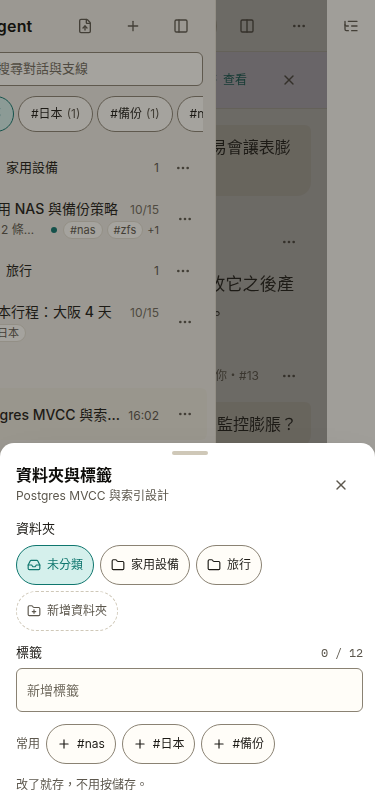 gent
搜尋對話與支線
查看
#日本 (1)
#備份 (1)
#n
易會讓表膨
家用設備 1
用 NAS 與備份策略 10/15
2 條… #nas #zfs +1
旅行 1
本行程：大阪 4 天 10/15
日本
你・#13
gres MVCC 與索… 16:02
監控膨脹？
資料夾與標籤
Postgres MVCC 與索引設計
資料夾
未分類
家用設備
旅行
新增資料夾
標籤 0 / 12
新增標籤
常用
#nas
#日本
#備份
改了就存，不用按儲存。